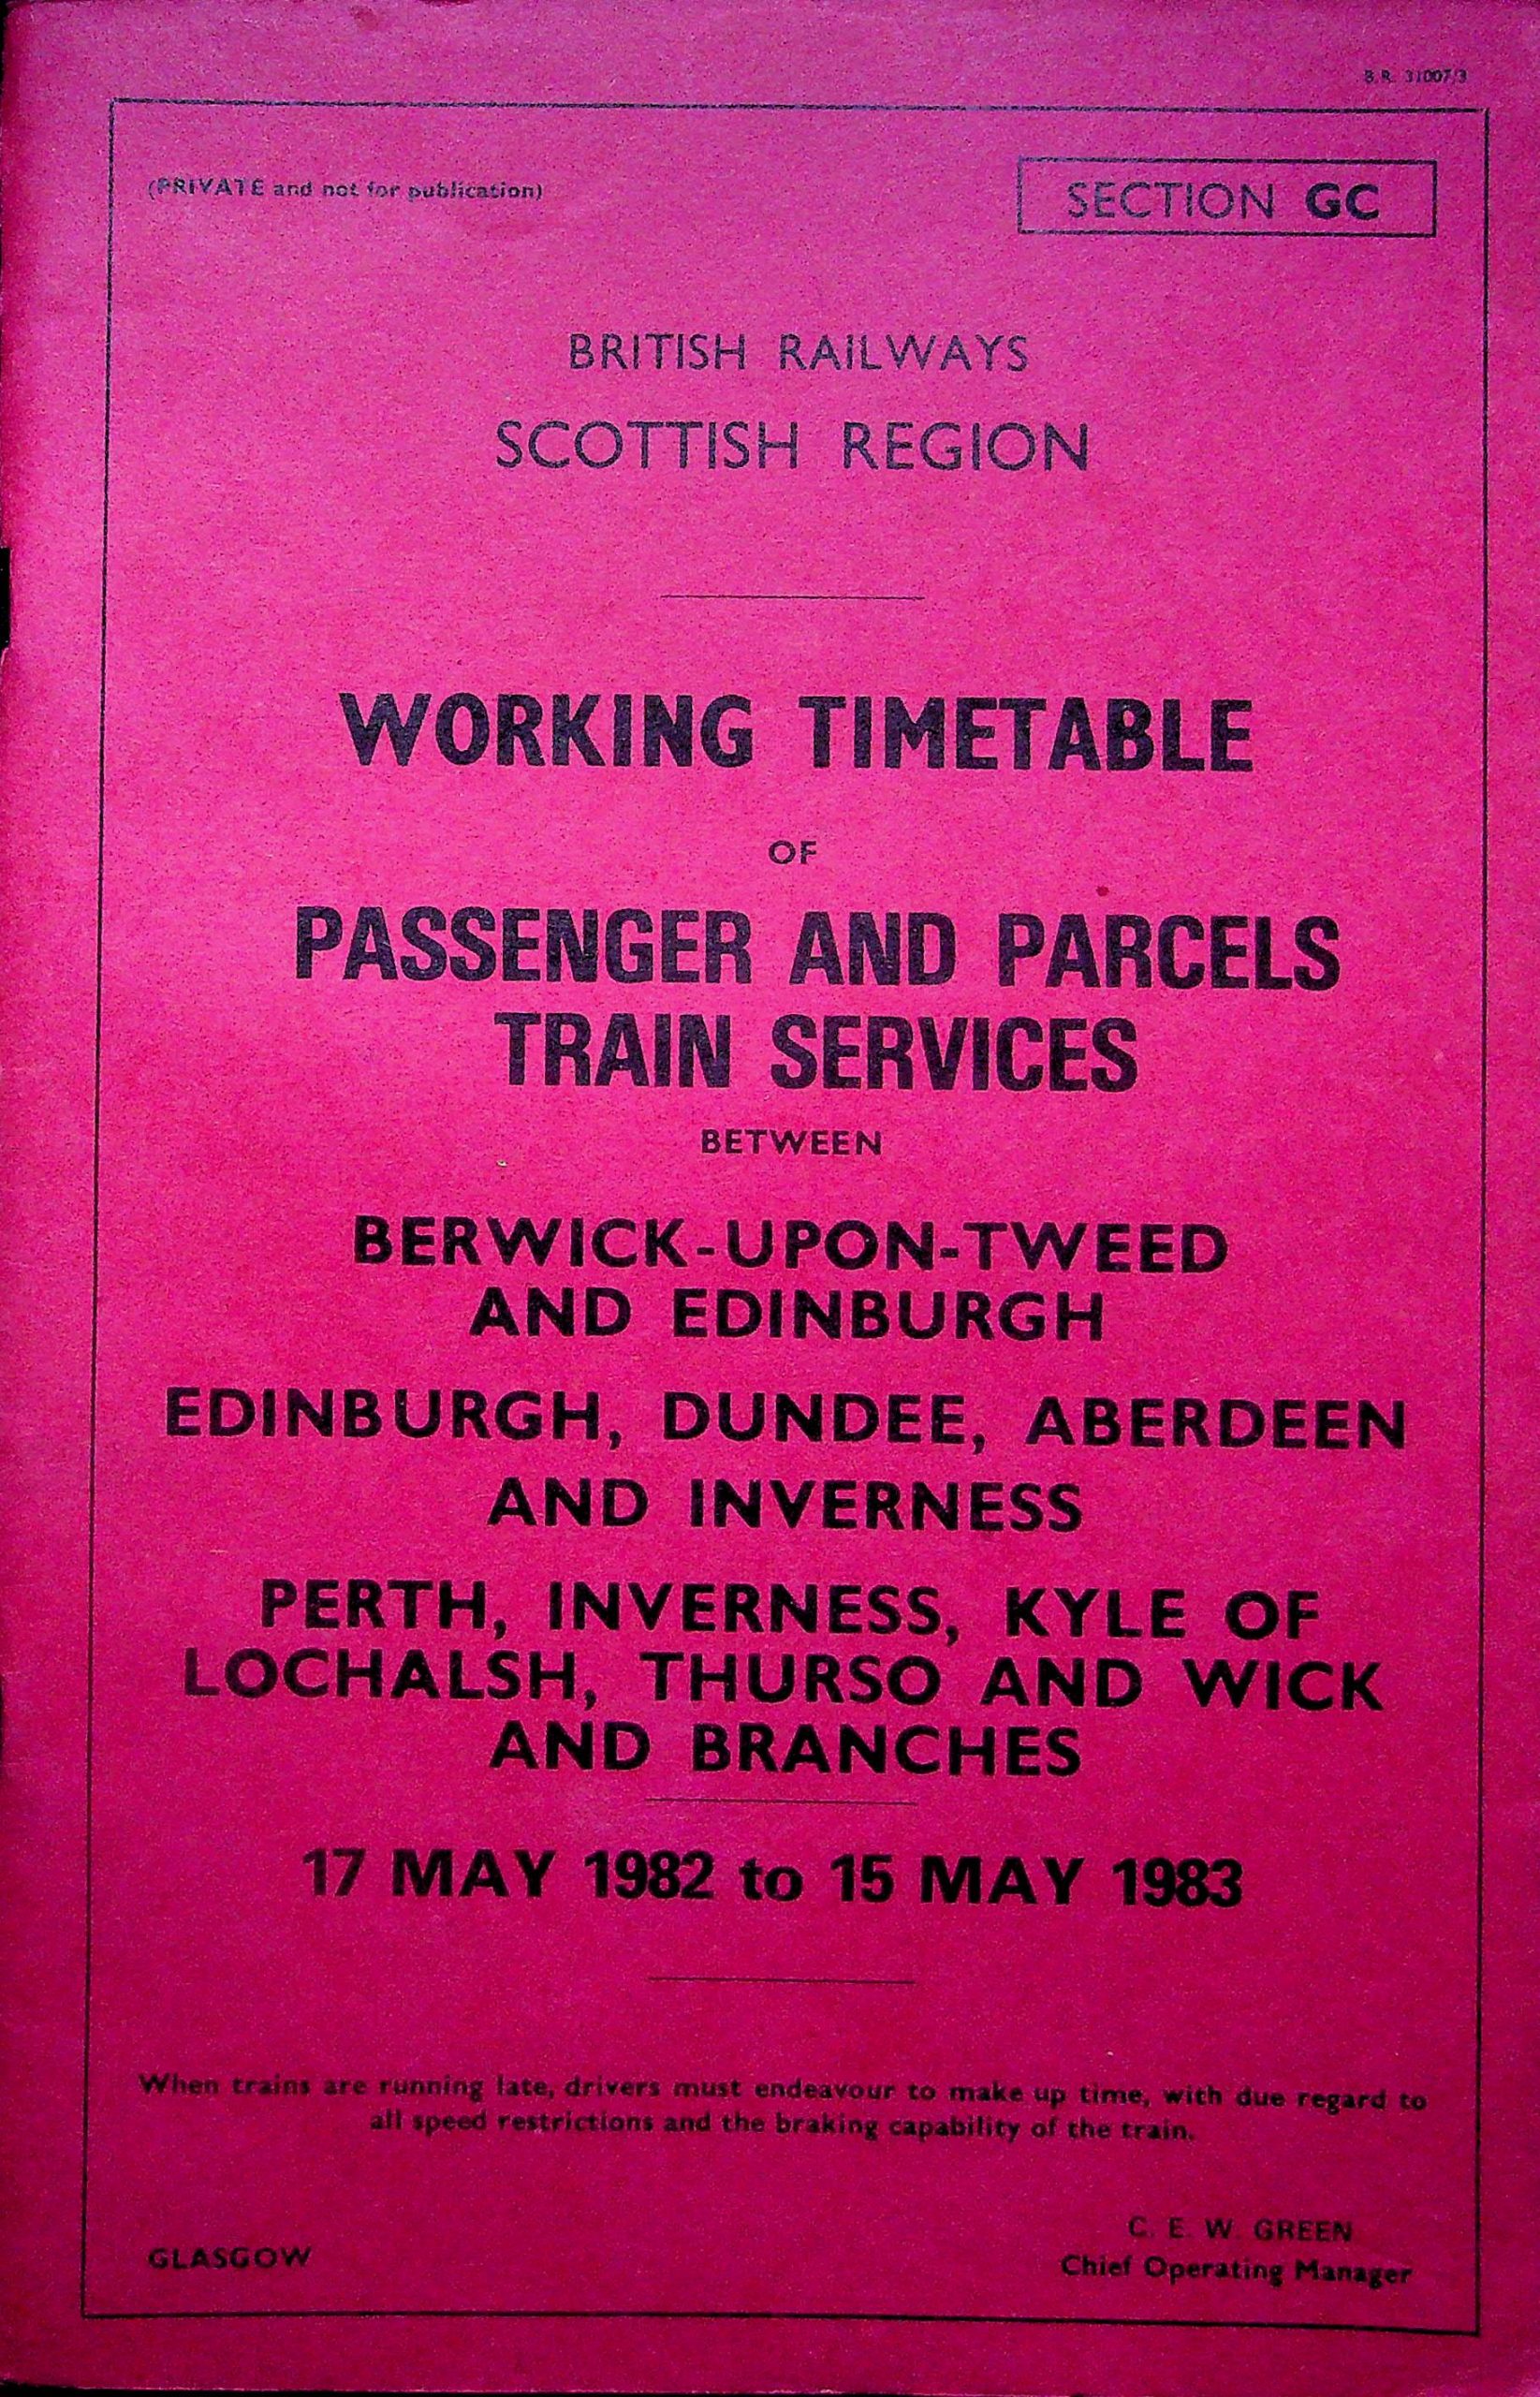 B.R. 31007/3
(PRIVATE and not for publication)
SECTION GC
BRITISH RAILWAYS
SCOTTISH REGION
WORKING TIMETABLE
OF
PASSENGER AND PARCELS
TRAIN SERVICES
BETWEEN
BERWICK-UPON-TWEED
AND EDINBURGH
EDINBURGH, DUNDEE, ABERDEEN
AND INVERNESS
PERTH, INVERNESS, KYLE OF
LOCHALSH, THURSO AND WICK
AND BRANCHES
17 MAY 1982 to 15 MAY 1983
When trains are running late, drivers must endeavour to make up time, with due regard to
all speed restrictions and the braking capability of the train.
C. E. W. GREEN
GLASGOW
Chief Operating Manager